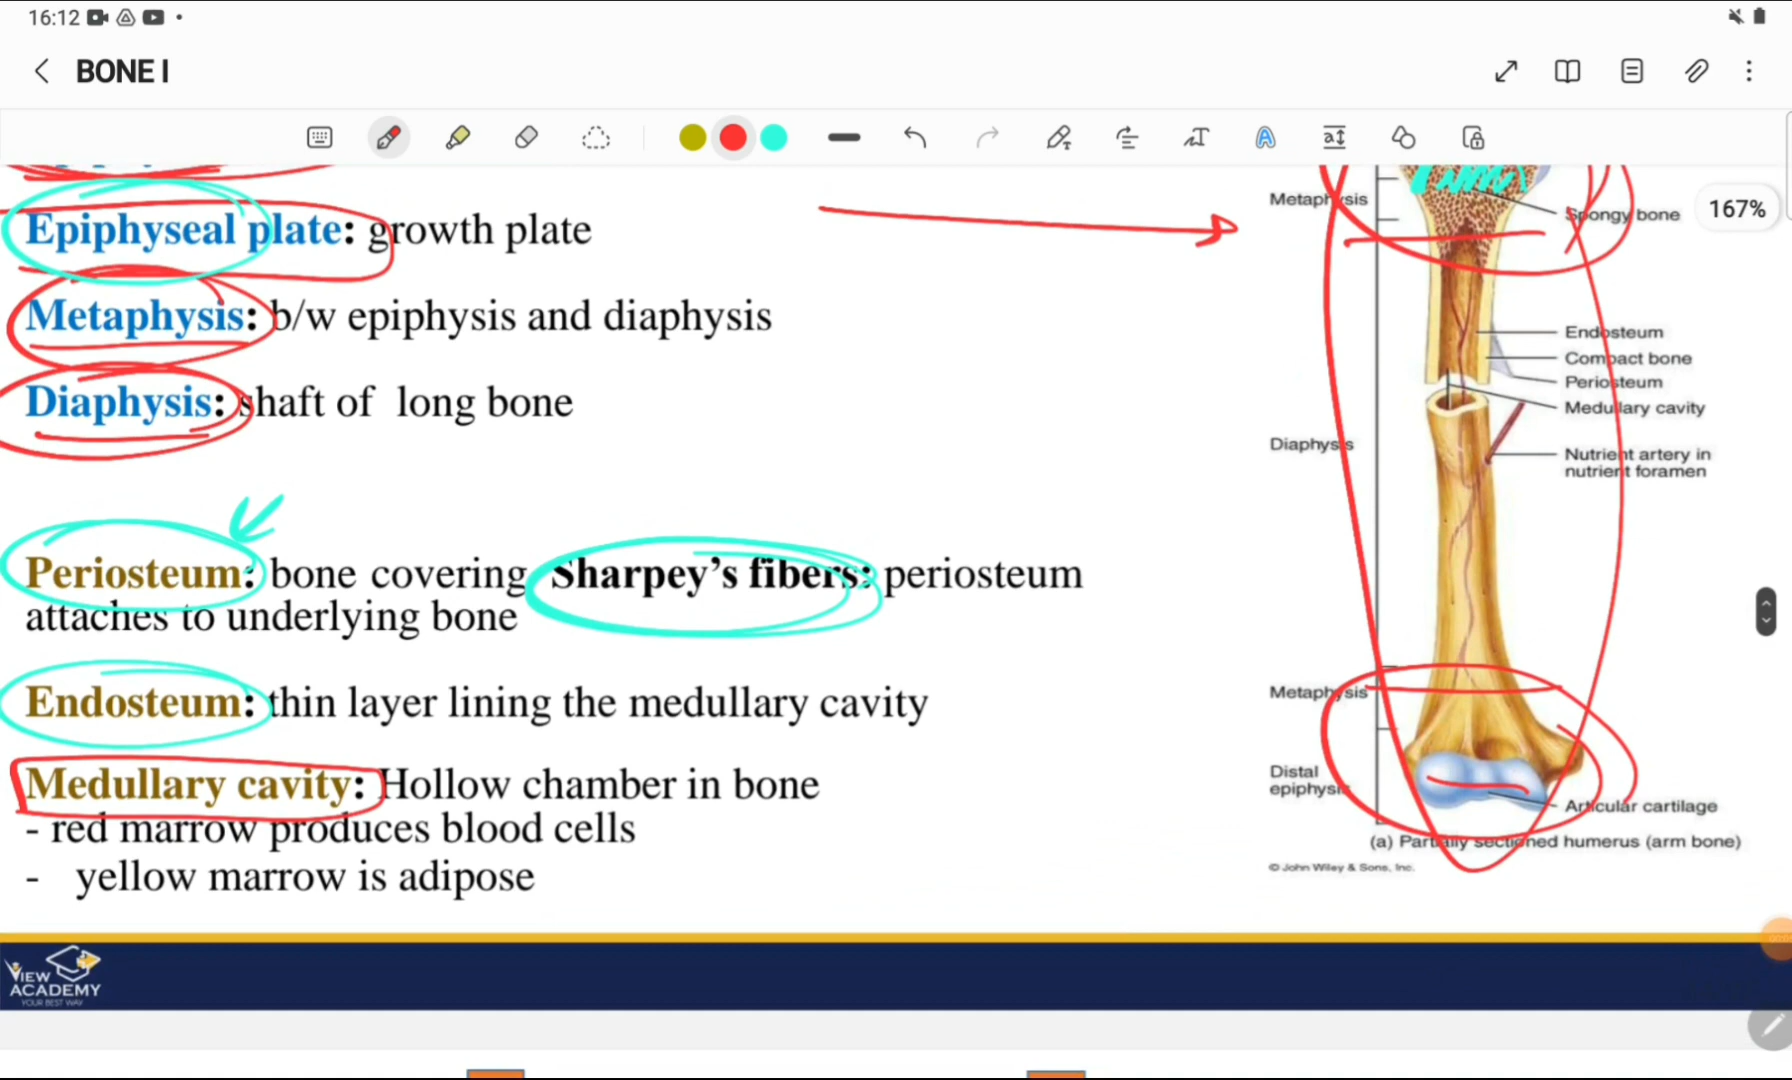 16:12
BONE I
167%
Epiphyseal plate: growth plate
Metaphysis: b/w epiphysis and diaphysis
Diaphysis: shaft of long bone
Periosteum: bone covering Sharpey's fibers: periosteum
attaches to underlying bone
Endosteum: thin layer lining the medullary cavity
Medullary cavity: Hollow chamber in bone
- red marrow produces blood cells
- yellow marrow is adipose
Metaphysis
Spongy bone
Endosteum
Compact bone
Periosteum
Medullary cavity
Diaphysis
Nutrient artery in
nutrient foramen
Metaphysis
Distal
epiphysis
Articular cartilage
(a) Partially sectioned humerus (arm bone)
© John Wiley & Sons, Inc.
VIEW
ACADEMY
YOUR BEST WAY